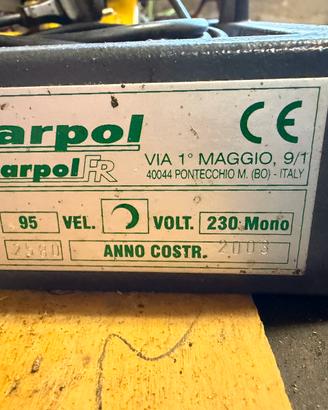 arpol
CE
arpol FR
VIA 1° MAGGIO, 9/1
40044 PONTECCHIO M. (BO) - ITALY
95 VEL. VOLT. 230 Mono
ANNO COSTR. 2003